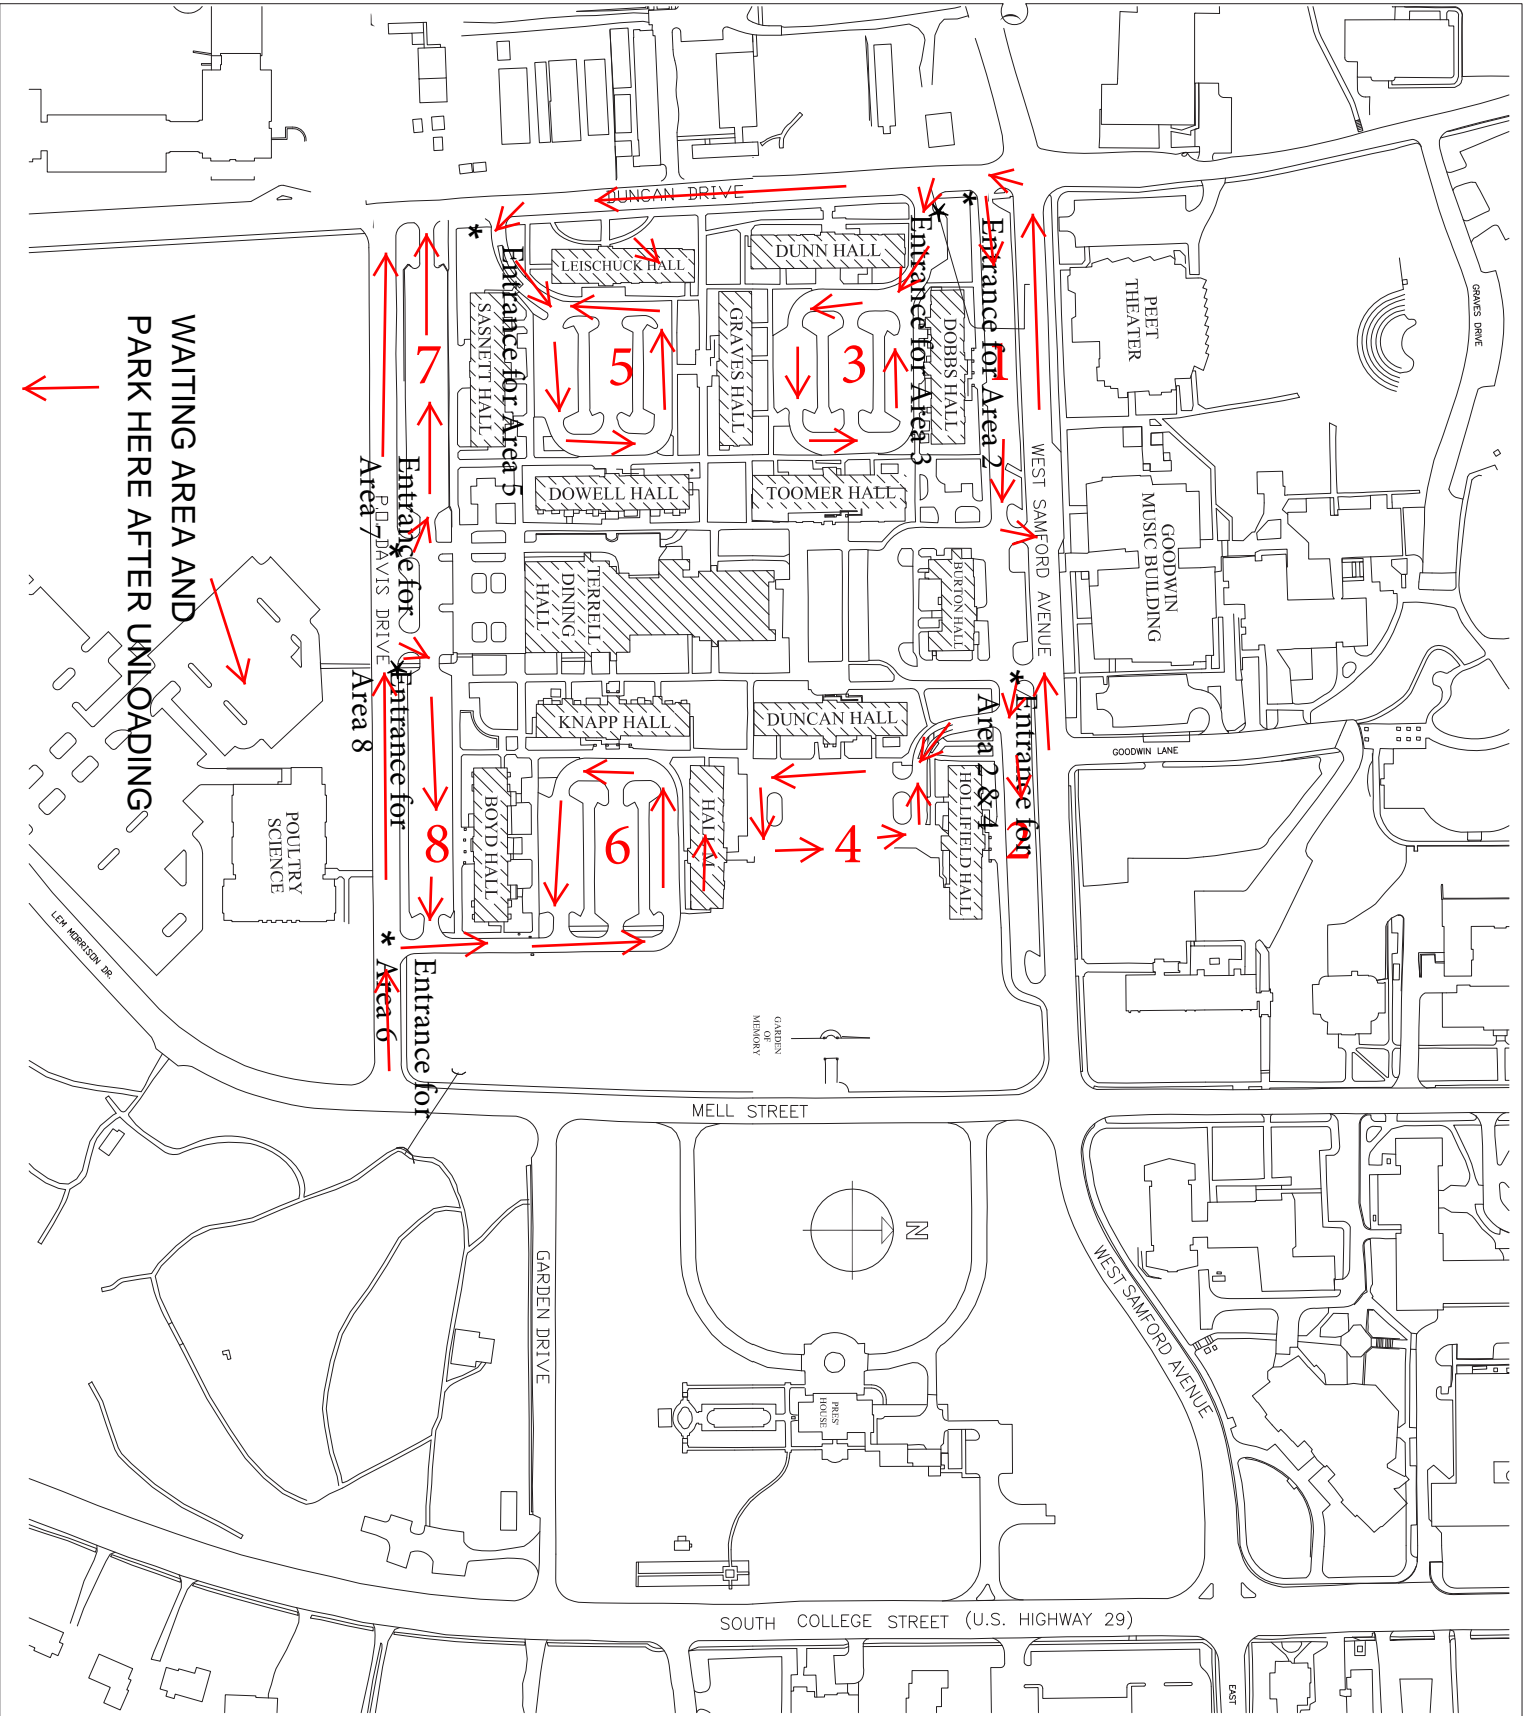 DUNCAN DRIVE
GRAVES DRIVE
PEET
THEATER
WEST SAMFORD AVENUE
GOODWIN
MUSIC BUILDING
GOODWIN LANE
Entrance for Area 2
1
Entrance for Area 3
3
DUNN HALL
DOBBS HALL
GRAVES HALL
LEISCHUCK HALL
SASNETT HALL
5
Entrance for Area 5
7
Entrance for
Area 7
P.O. DAVIS DRIVE
DOWELL HALL
TOOMER HALL
TERRELL
DINING
HALL
BURTON HALL
KNAPP HALL
DUNCAN HALL
Entrance for
Area 2 & 4
2
HOLLIFIELD HALL
4
HALL M
6
BOYD HALL
8
Entrance for
Area 8
Entrance for
Area 6
WAITING AREA AND
PARK HERE AFTER UNLOADING
POULTRY
SCIENCE
LEM MORRISON DR.
GARDEN
OF
MEMORY
MELL STREET
N
GARDEN DRIVE
WEST SAMFORD AVENUE
PRES'
HOUSE
SOUTH COLLEGE STREET (U.S. HIGHWAY 29)
EAST